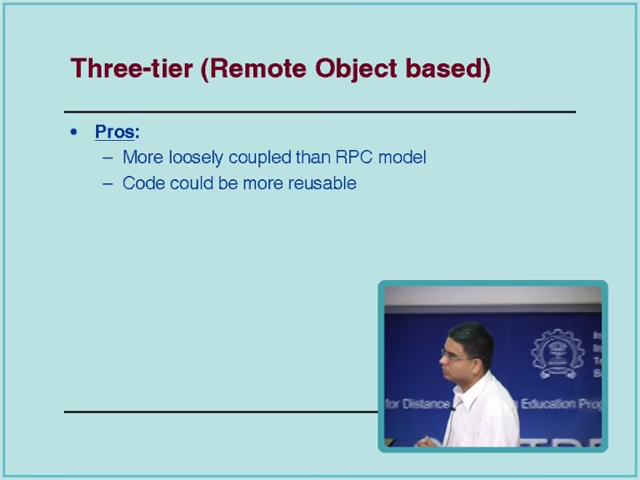 Three-tier (Remote Object based)
• Pros:
– More loosely coupled than RPC model
– Code could be more reusable
for Distance
Education Prog